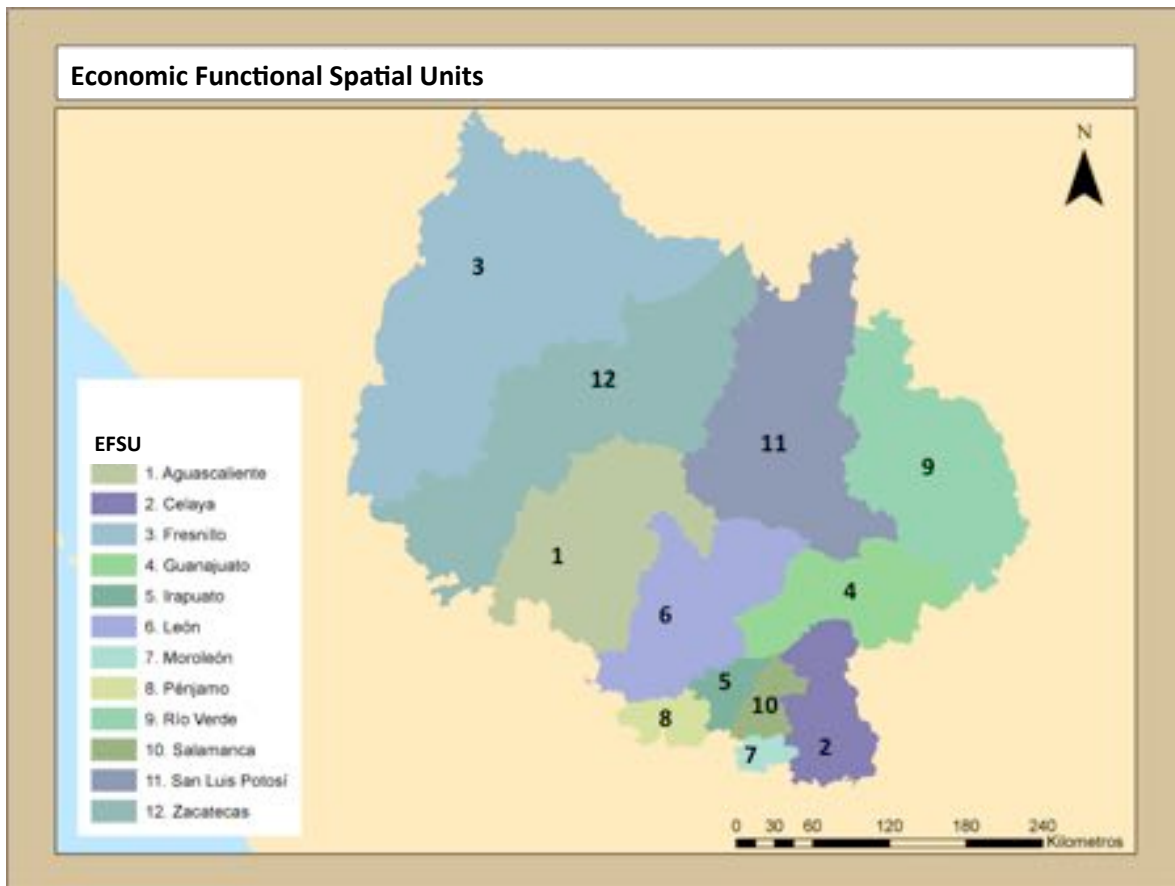 Economic Functional Spatial Units
N
3
12
11
9
1
4
6
5
10
8
7
2
EFSU
1. Aguascaliente
2. Celaya
3. Fresnillo
4. Guanajuato
5. Irapuato
6. León
7. Moroleón
8. Pénjamo
9. Río Verde
10. Salamanca
11. San Luis Potosí
12. Zacatecas
0 30 60 120 180 240
Kilometros